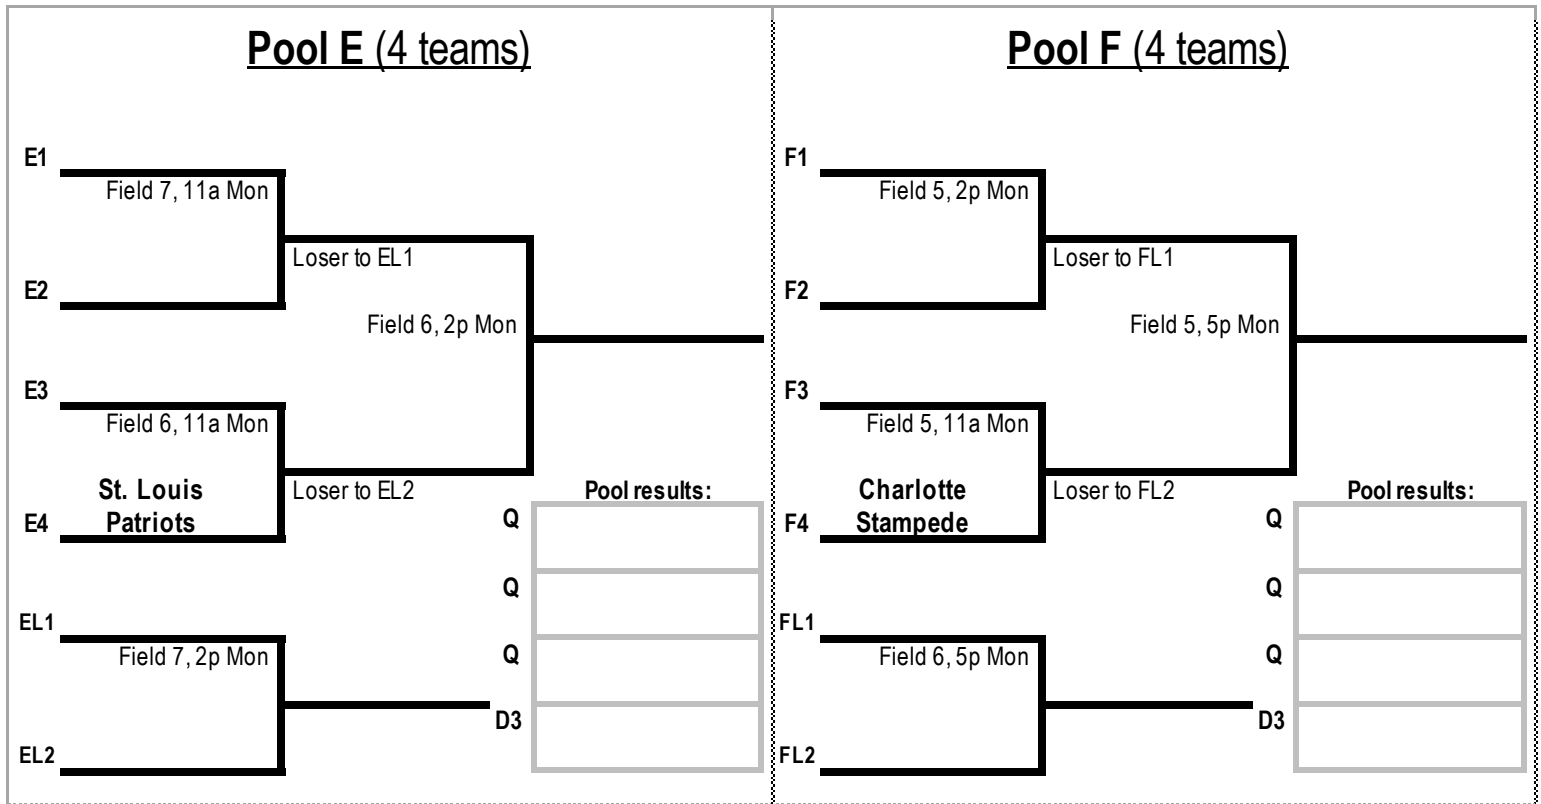 Pool E (4 teams)
E1
Field 7, 11a Mon
Loser to EL1
E2
Field 6, 2p Mon
E3
Field 6, 11a Mon
St. Louis
Patriots
Loser to EL2
E4
Pool results:
Q
Q
Q
D3
EL1
Field 7, 2p Mon
EL2
Pool F (4 teams)
F1
Field 5, 2p Mon
Loser to FL1
F2
Field 5, 5p Mon
F3
Field 5, 11a Mon
Charlotte
Stampede
Loser to FL2
F4
Pool results:
Q
Q
Q
D3
FL1
Field 6, 5p Mon
FL2